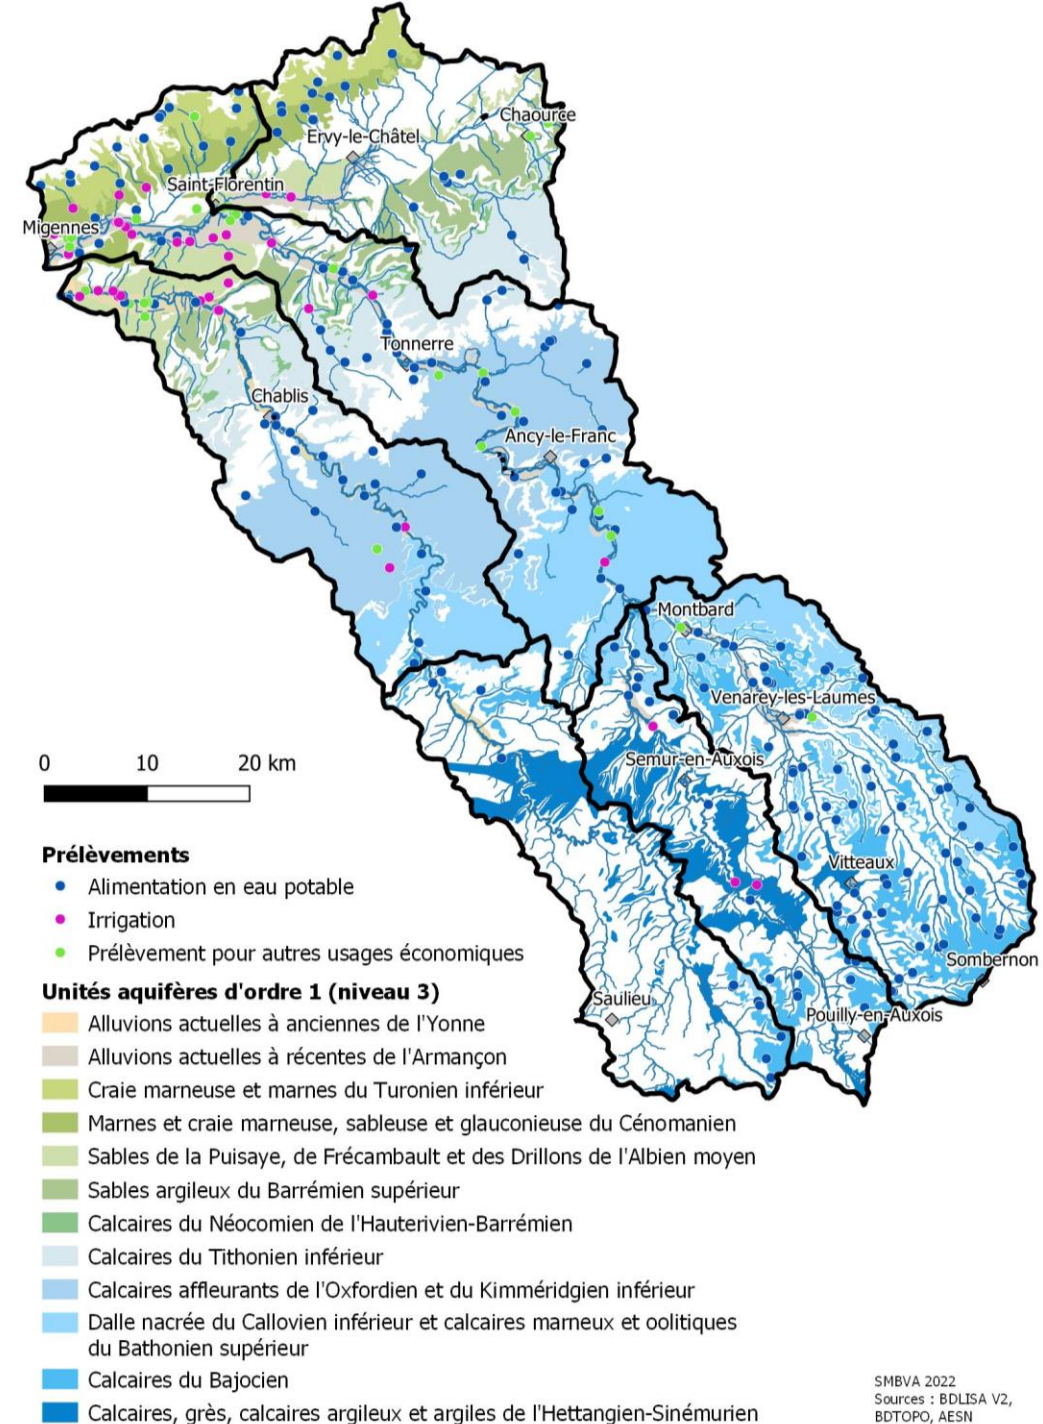 Chaource
Ervy-le-Châtel
Saint-Florentin
Migennes
Tonnerre
Chablis
Ancy-le-Franc
Montbard
Venarey-les-Laumes
Semur-en-Auxois
Vitteaux
Sombernon
Saulieu
Pouilly-en-Auxois
0 10 20 km
Prélèvements
Alimentation en eau potable
Irrigation
Prélèvement pour autres usages économiques
Unités aquifères d'ordre 1 (niveau 3)
Alluvions actuelles à anciennes de l'Yonne
Alluvions actuelles à récentes de l'Armançon
Craie marneuse et marnes du Turonien inférieur
Marnes et craie marneuse, sableuse et glauconieuse du Cénomanien
Sables de la Puisaye, de Frécambault et des Drillons de l'Albien moyen
Sables argileux du Barrémien supérieur
Calcaires du Néocomien de l'Hauterivien-Barrémien
Calcaires du Tithonien inférieur
Calcaires affleurants de l'Oxfordien et du Kimméridgien inférieur
Dalle nacrée du Callovien inférieur et calcaires marneux et oolitiques
du Bathonien supérieur
Calcaires du Bajocien
Calcaires, grès, calcaires argileux et argiles de l'Hettangien-Sinémurien
SMBVA 2022
Sources : BDLISA V2,
BDTOPO, AESN